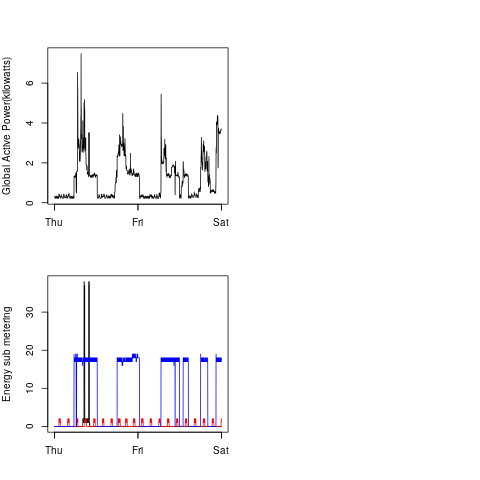 Global Active Power(kilowatts)
6
4
2
0
Thu Fri Sat
Energy sub metering
30
20
10
0
Thu Fri Sat